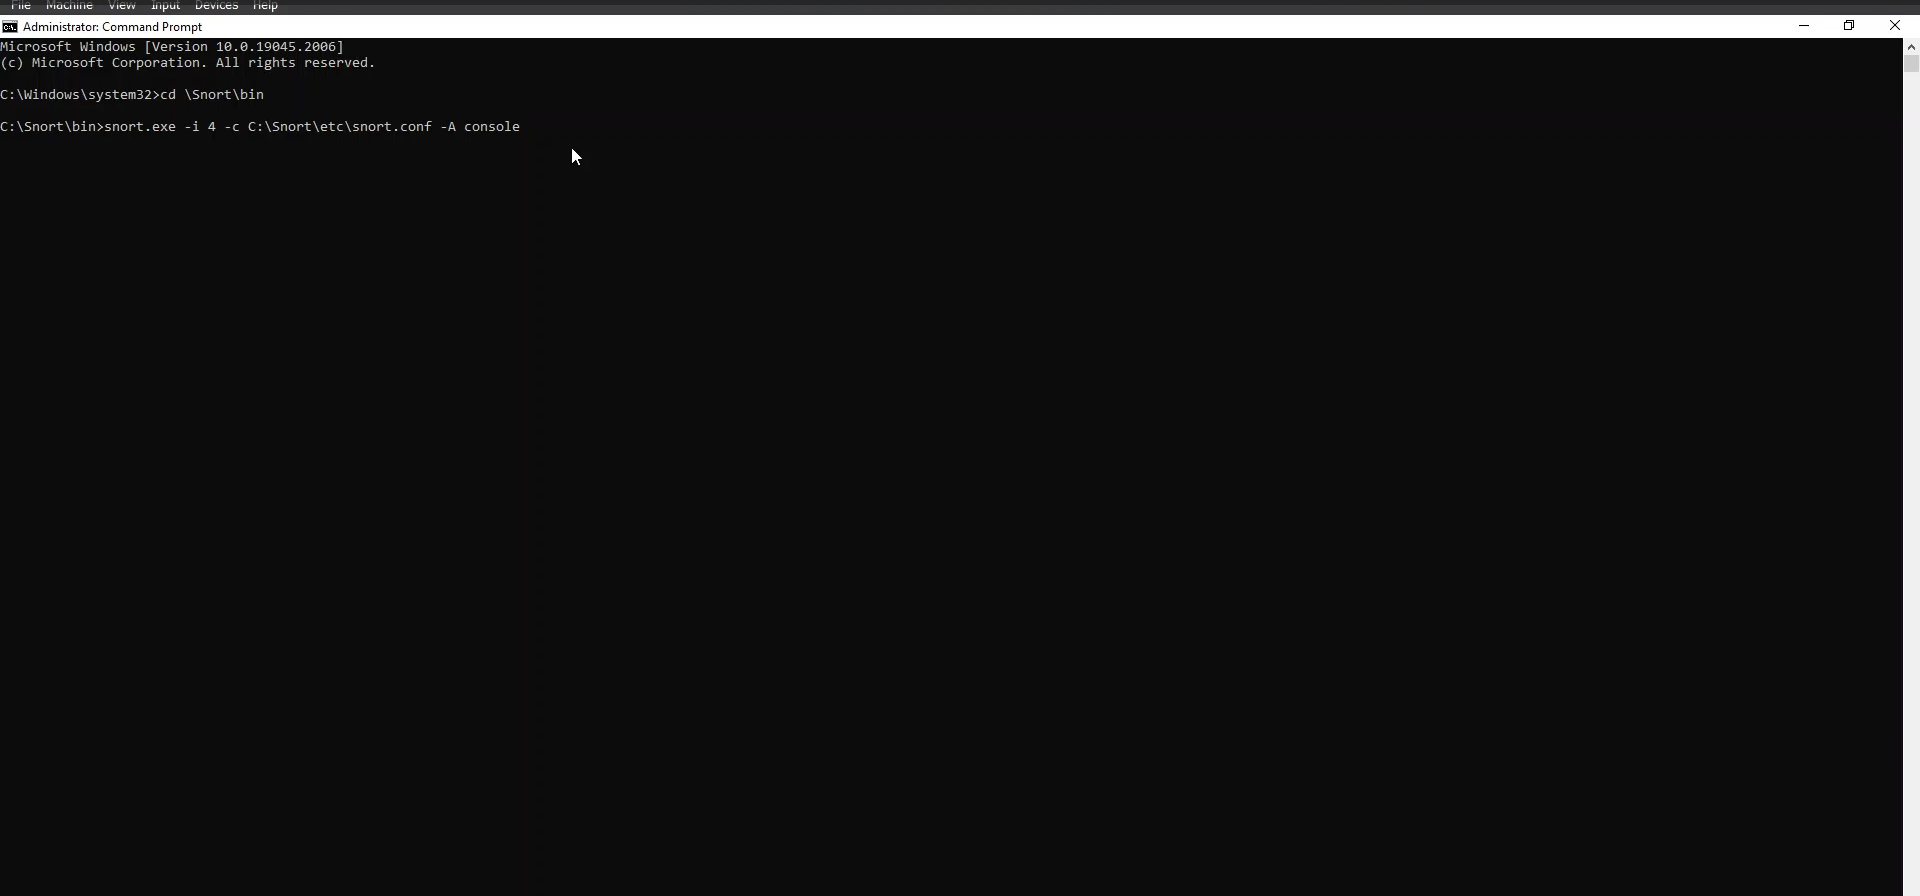 File Machine View Input Devices Help
Administrator: Command Prompt
Microsoft Windows [Version 10.0.19045.2006]
(c) Microsoft Corporation. All rights reserved.
C:\Windows\system32>cd \Snort\bin
C:\Snort\bin>snort.exe -i 4 -c C:\Snort\etc\snort.conf -A console